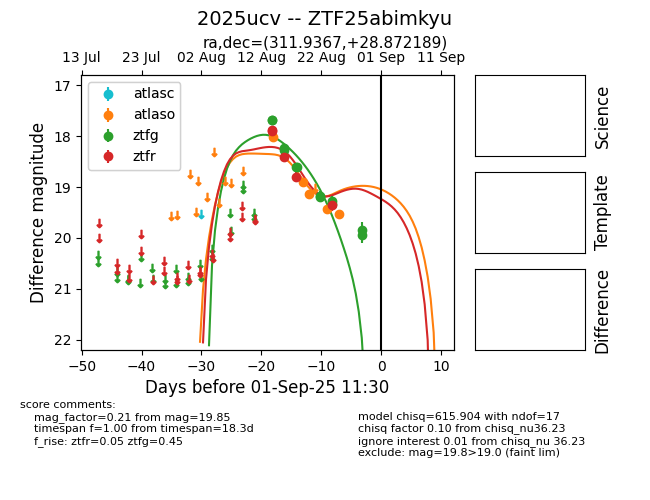 2025ucv -- ZTF25abimkyu
ra,dec=(311.9367,+28.872189)
13 Jul 23 Jul 02 Aug 12 Aug 22 Aug 01 Sep 11 Sep
atlasc
atlaso
ztfg
ztfr
17
18
19
20
21
22
Difference magnitude
−50 −40 −30 −20 −10 0 10
Days before 01-Sep-25 11:30
Science
Template
Difference
score comments:
mag_factor=0.21 from mag=19.85
timespan f=1.00 from timespan=18.3d
f_rise: ztfr=0.05 ztfg=0.45
model chisq=615.904 with ndof=17
chisq factor 0.10 from chisq_nu36.23
ignore interest 0.01 from chisq_nu 36.23
exclude: mag=19.8>19.0 (faint lim)